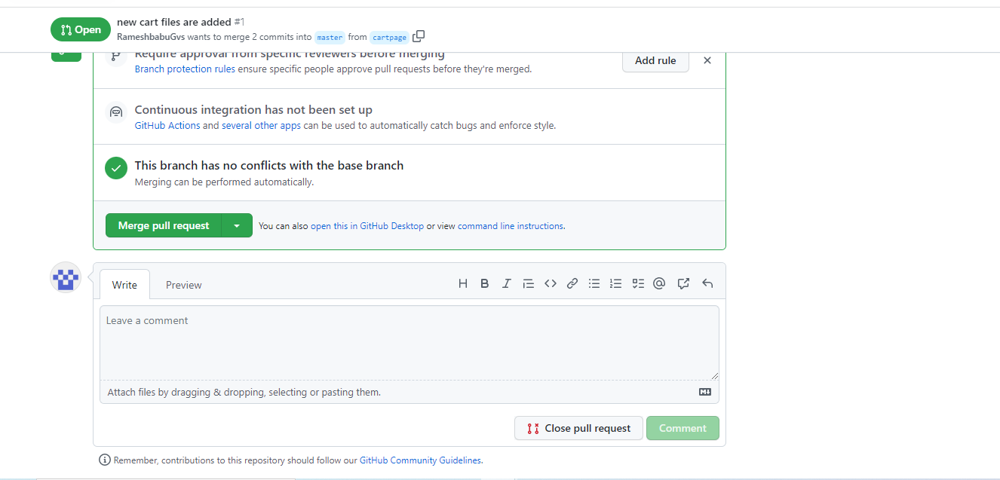 Open
new cart files are added #1
RameshbabuGvs wants to merge 2 commits into master from cartpage
Require approval from specific reviewers before merging
Branch protection rules ensure specific people approve pull requests before they're merged.
Add rule
Continuous integration has not been set up
GitHub Actions and several other apps can be used to automatically catch bugs and enforce style.
This branch has no conflicts with the base branch
Merging can be performed automatically.
Merge pull request
You can also open this in GitHub Desktop or view command line instructions.
Write Preview
Leave a comment
Attach files by dragging & dropping, selecting or pasting them.
Close pull request Comment
Remember, contributions to this repository should follow our GitHub Community Guidelines.